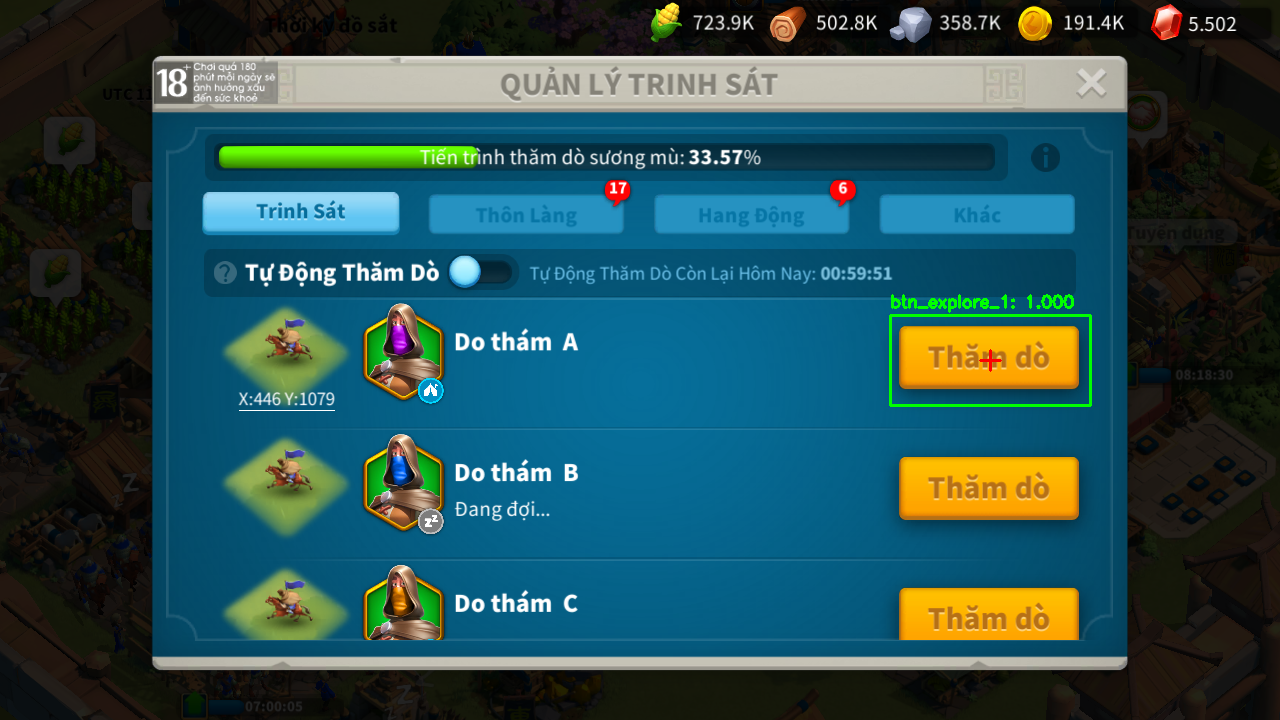 Thời kỳ dồ sắt
723.9K
502.8K
358.7K
191.4K
5.502
18+
Chơi quá 180
phút mỗi ngày sẽ
ảnh hưởng xấu
đến sức khoẻ
QUẢN LÝ TRINH SÁT
UTC
Tiến trình thăm dò sương mù: 33.57%
Trinh Sát
Thôn Làng
17
Hang Động
6
Khác
Tuyển dụng
Tự Động Thăm Dò
Tự Động Thăm Dò Còn Lại Hôm Nay: 00:59:51
btn_explore_1: 1.000
Do thám A
Thăm dò
X:446 Y:1079
08:18:30
Do thám B
Đang đợi...
Thăm dò
Do thám C
Thăm dò
07:00:05